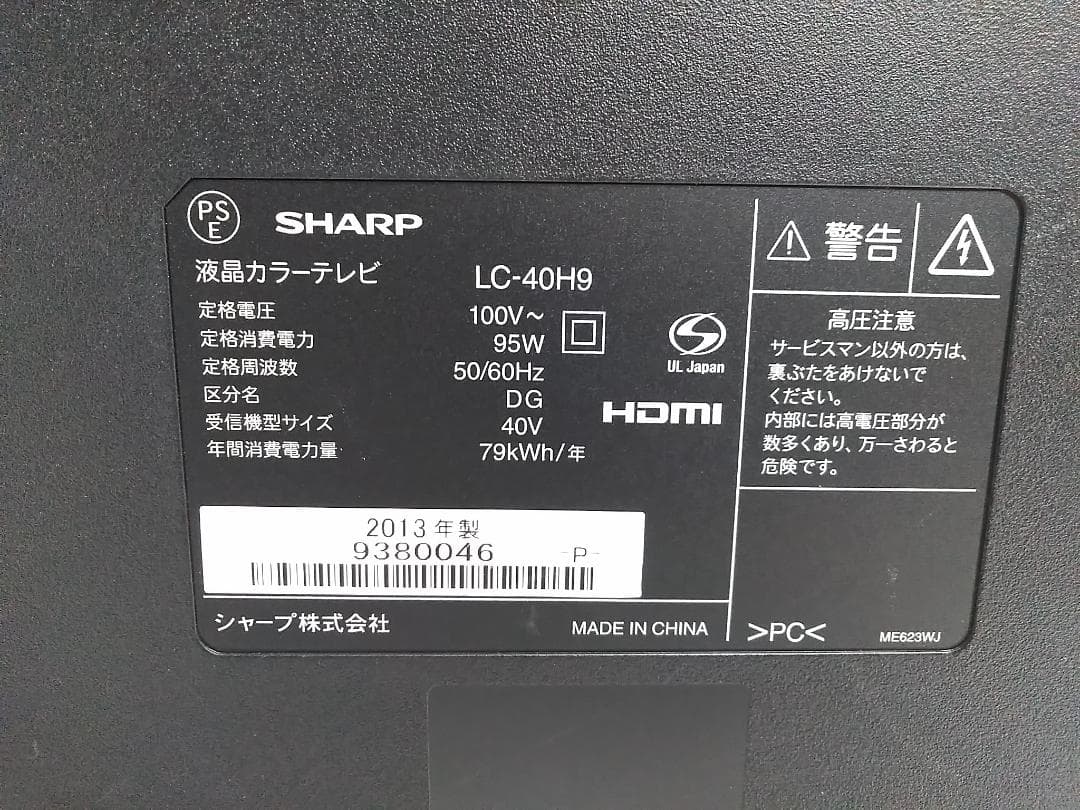 PS
E
SHARP
液晶カラーテレビ LC-40H9
定格電圧 100V～
定格消費電力 95W
定格周波数 50/60Hz
区分名 DG
受信機型サイズ 40V
年間消費電力量 79kWh/年
S
UL Japan
HDMI
2013年製
9380046 -P-
シャープ株式会社 MADE IN CHINA
警告
高圧注意
サービスマン以外の方は、
裏ぶたをあけないで
ください。
内部には高電圧部分が
数多くあり、万一さわると
危険です。
>PC< ME623WJ